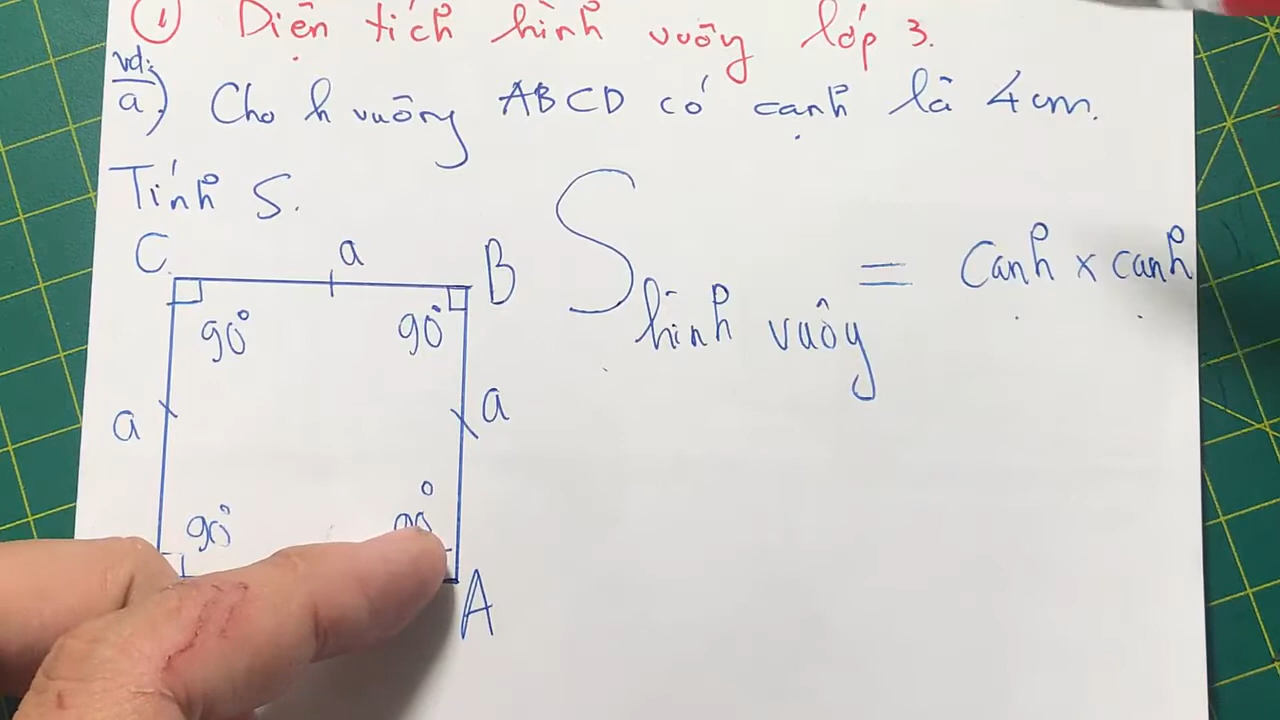 ① Diện tích hình vuông lớp 3.
vd:
a) Cho h vuông ABCD có cạnh là 4cm.
Tính S.
S hình vuông = Cạnh x cạnh
C a B
90° 90°
a a
90° 90°
A